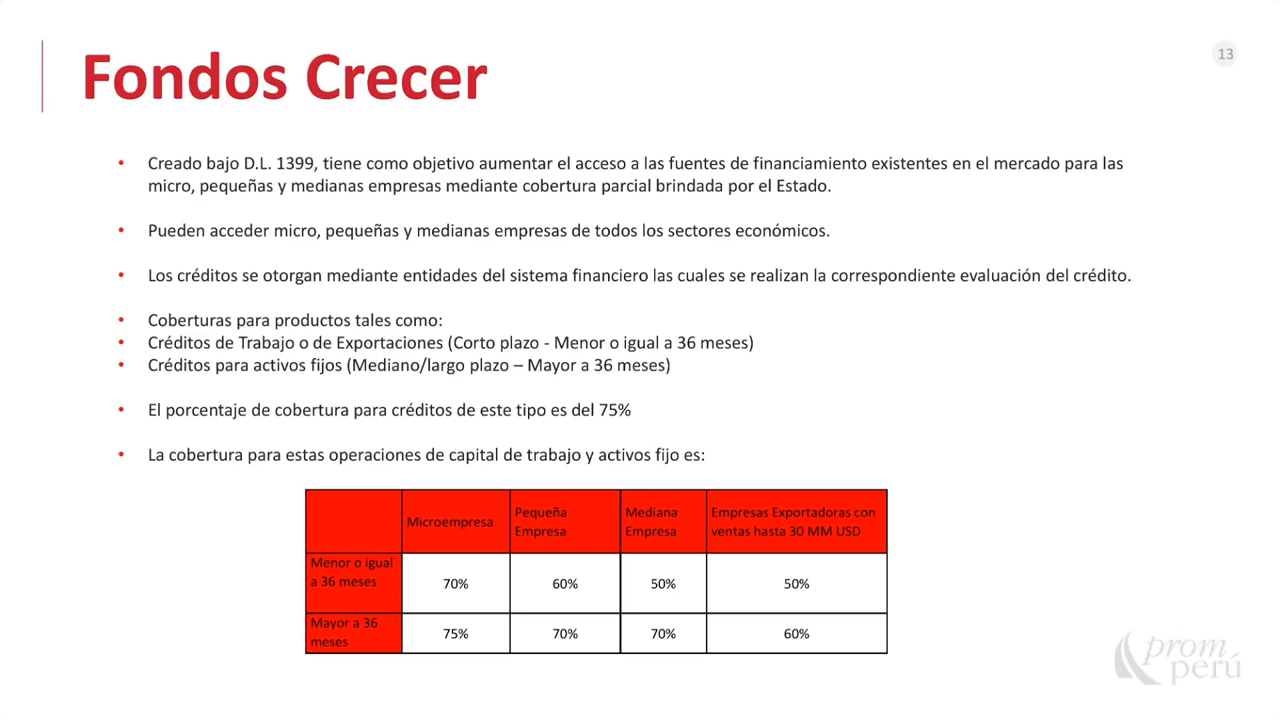 13
Fondos Crecer
• Creado bajo D.L. 1399, tiene como objetivo aumentar el acceso a las fuentes de financiamiento existentes en el mercado para las
micro, pequeñas y medianas empresas mediante cobertura parcial brindada por el Estado.
• Pueden acceder micro, pequeñas y medianas empresas de todos los sectores económicos.
• Los créditos se otorgan mediante entidades del sistema financiero las cuales se realizan la correspondiente evaluación del crédito.
• Coberturas para productos tales como:
• Créditos de Trabajo o de Exportaciones (Corto plazo - Menor o igual a 36 meses)
• Créditos para activos fijos (Mediano/largo plazo – Mayor a 36 meses)
• El porcentaje de cobertura para créditos de este tipo es del 75%
• La cobertura para estas operaciones de capital de trabajo y activos fijo es:
Microempresa
Pequeña
Empresa
Mediana
Empresa
Empresas Exportadoras con
ventas hasta 30 MM USD
Menor o igual
a 36 meses
70% 60% 50% 50%
Mayor a 36
meses
75% 70% 70% 60%
prom
perú